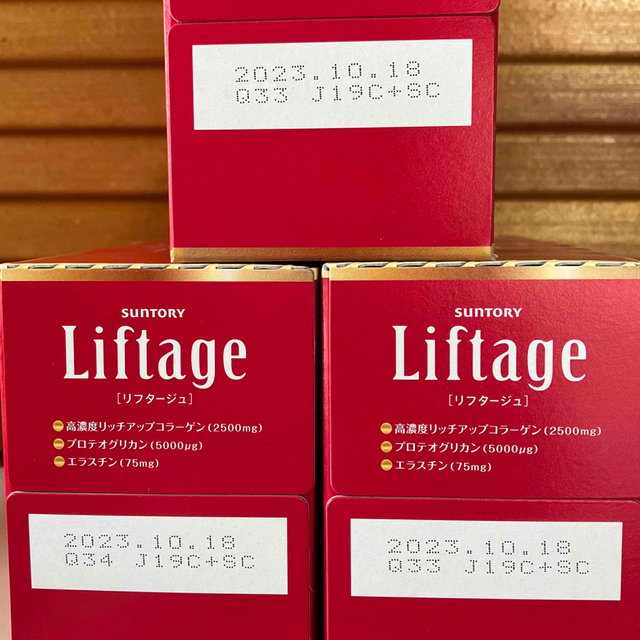 2023.10.18
Q33 J19C+SC
SUNTORY
Liftage
[リフタージュ]
高濃度リッチアップコラーゲン(2500mg)
プロテオグリカン(5000μg)
エラスチン(75mg)
2023.10.18
Q34 J19C+SC
SUNTORY
Liftage
[リフタージュ]
高濃度リッチアップコラーゲン(2500mg)
プロテオグリカン(5000μg)
エラスチン(75mg)
2023.10.18
Q33 J19C+SC